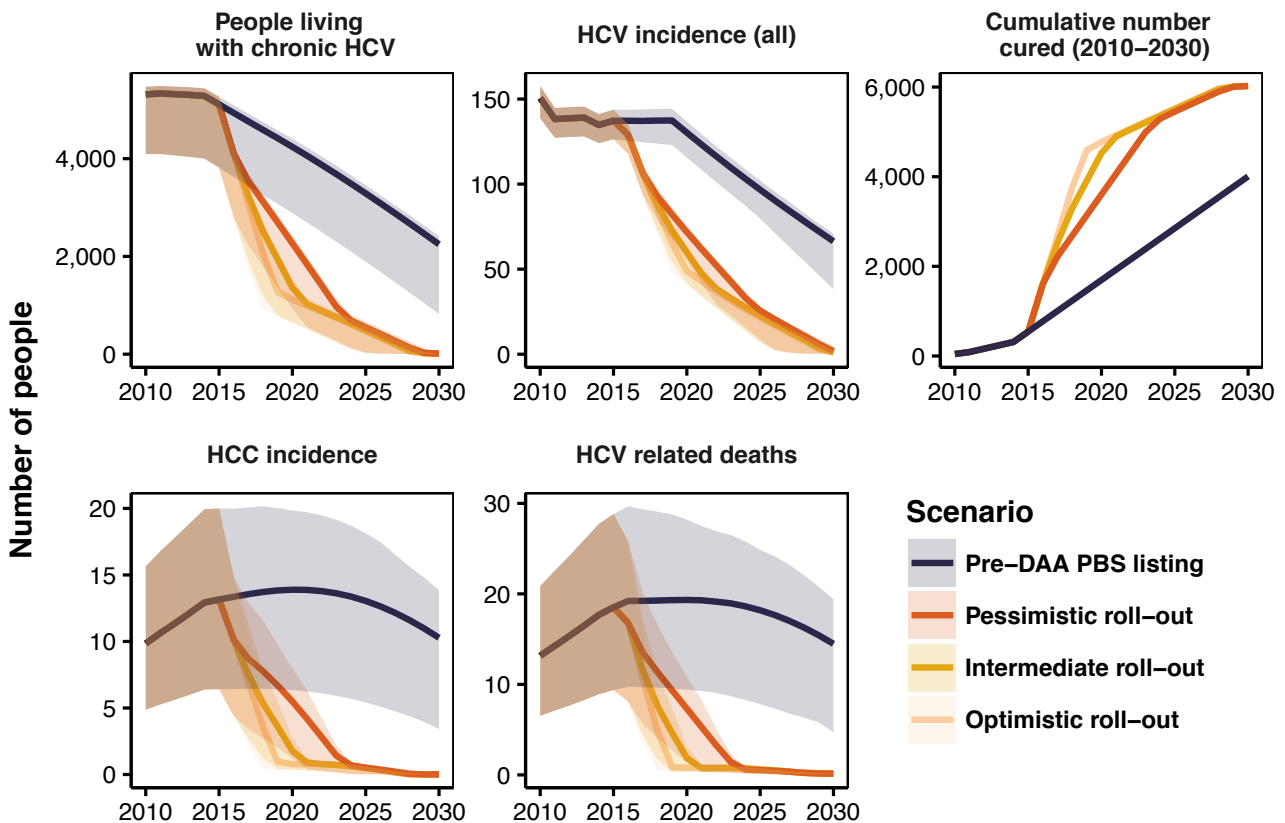 People living
with chronic HCV
HCV incidence (all)
Cumulative number
cured (2010–2030)
Number of people
4,000
2,000
0
2010 2015 2020 2025 2030
150
100
50
0
2010 2015 2020 2025 2030
6,000
4,000
2,000
0
2010 2015 2020 2025 2030
HCC incidence
HCV related deaths
20
15
10
5
0
2010 2015 2020 2025 2030
30
20
10
0
2010 2015 2020 2025 2030
Scenario
Pre–DAA PBS listing
Pessimistic roll–out
Intermediate roll–out
Optimistic roll–out